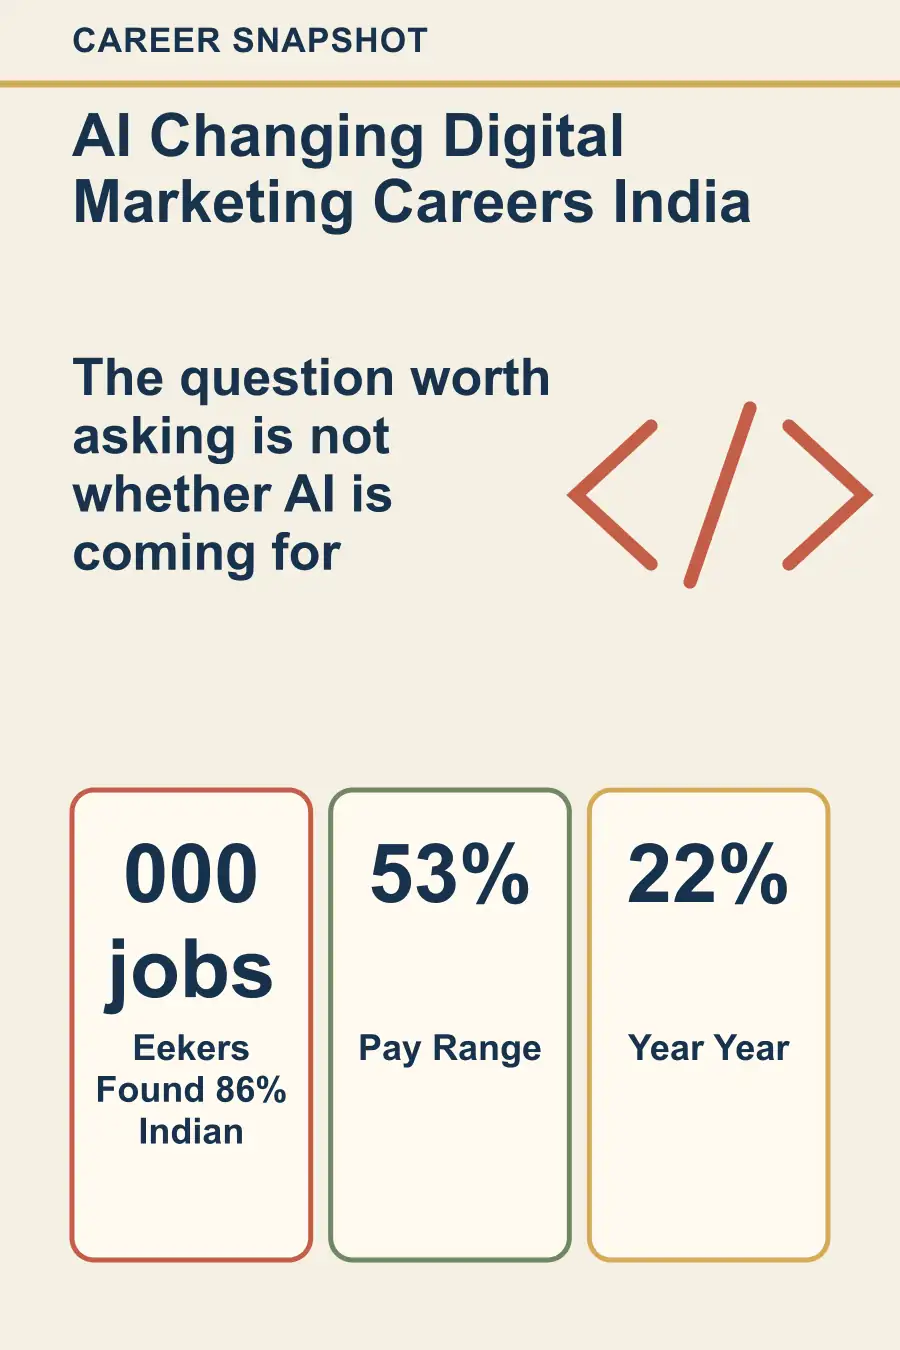 CAREER SNAPSHOT
AI Changing Digital
Marketing Careers India
The question worth
asking is not
whether AI is
coming for
000
jobs
Eekers
Found 86%
Indian
53%
Pay Range
22%
Year Year